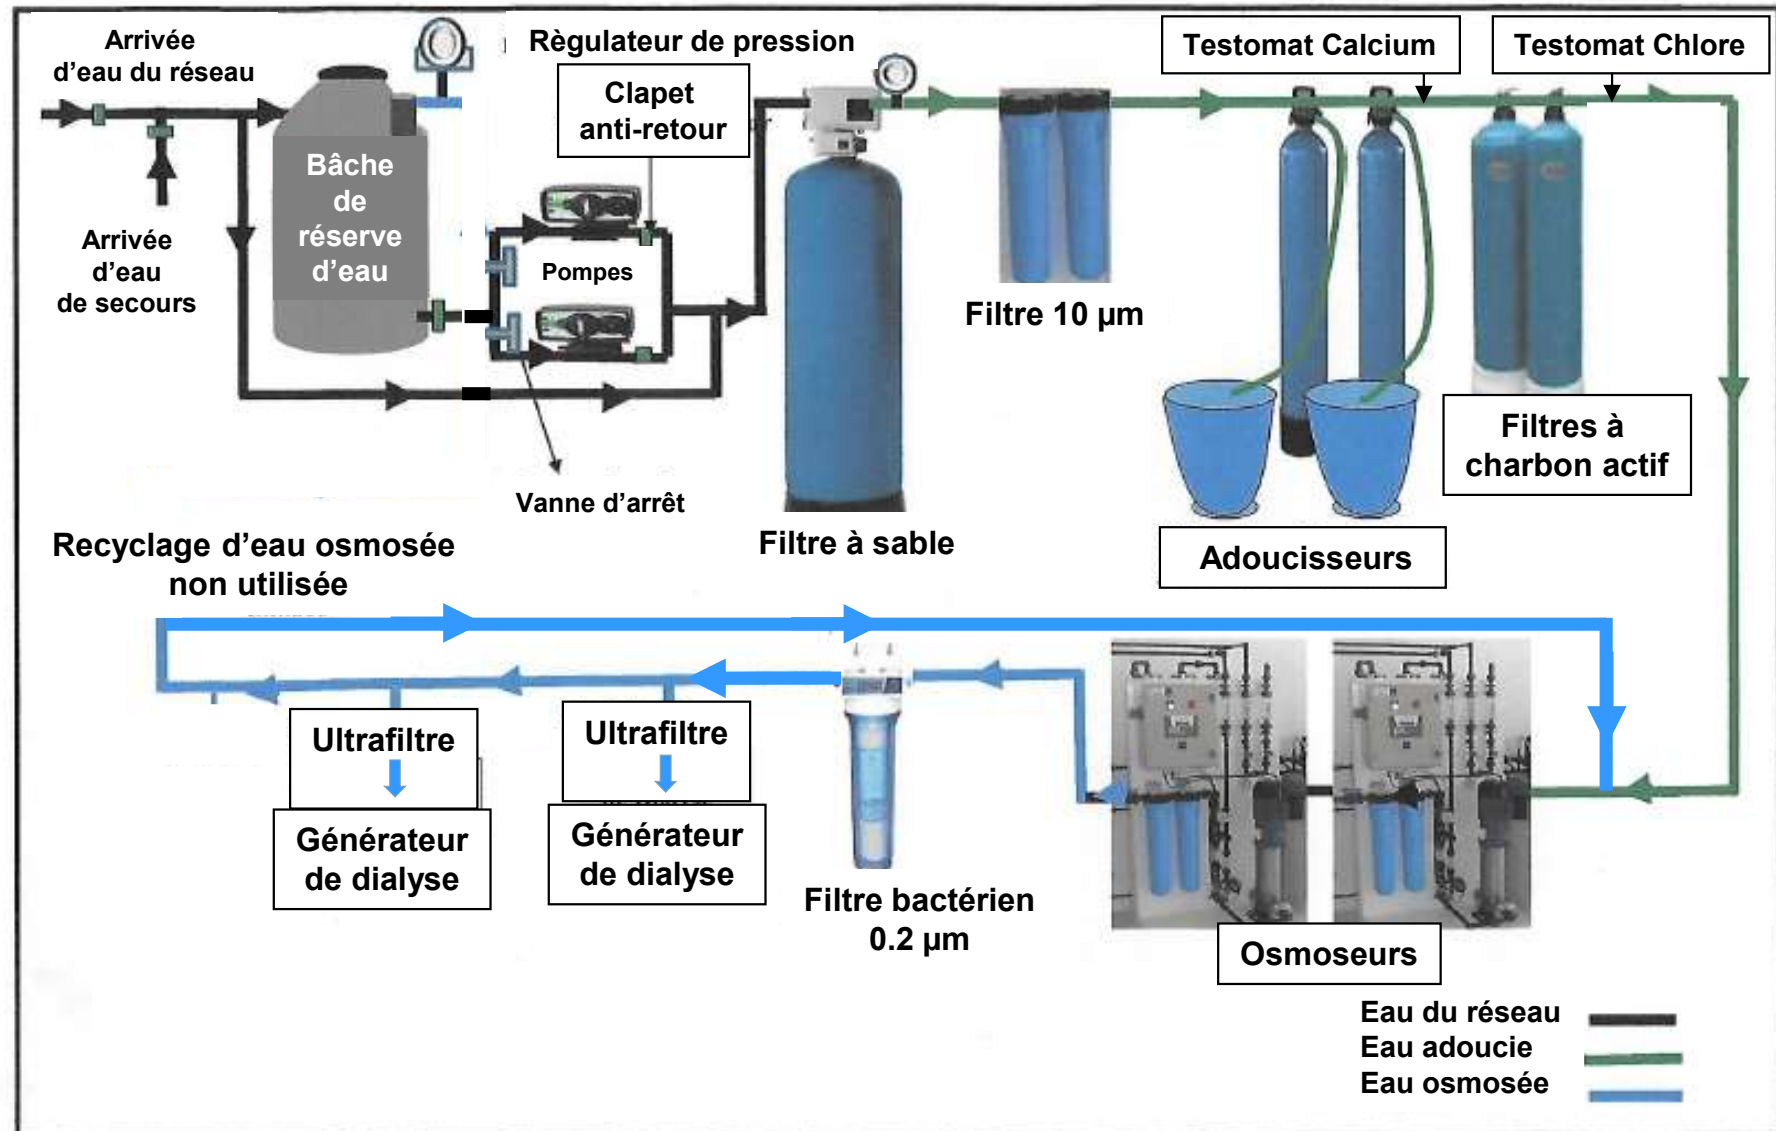 Arrivée
d'eau du réseau
Règulateur de pression
Testomat Calcium
Testomat Chlore
Clapet
anti-retour
Bâche
de
réserve
d'eau
Arrivée
d'eau
de secours
Pompes
Filtre 10 µm
Vanne d'arrêt
Filtre à sable
Filtres à
charbon actif
Adoucisseurs
Recyclage d'eau osmosée
non utilisée
Ultrafiltre
Ultrafiltre
Générateur
de dialyse
Générateur
de dialyse
Filtre bactérien
0.2 µm
Osmoseurs
Eau du réseau
Eau adoucie
Eau osmosée